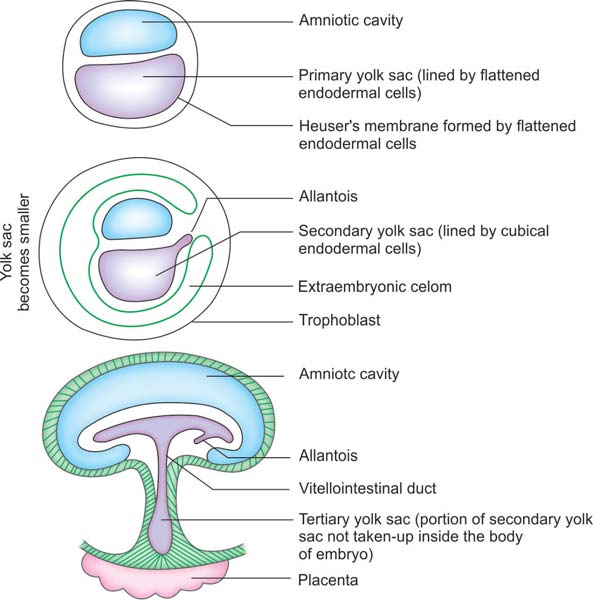 Amniotic cavity
Primary yolk sac (lined by flattened
endodermal cells)
Heuser's membrane formed by flattened
endodermal cells
Yolk sac
becomes smaller
Allantois
Secondary yolk sac (lined by cubical
endodermal cells)
Extraembryonic celom
Trophoblast
Amniotc cavity
Allantois
Vitellointestinal duct
Tertiary yolk sac (portion of secondary yolk
sac not taken-up inside the body
of embryo)
Placenta